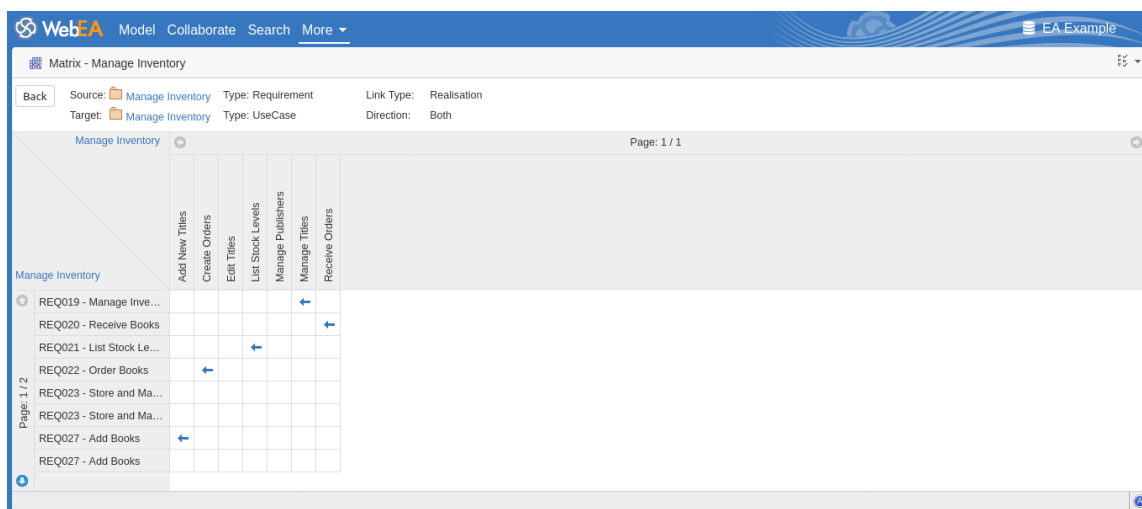 WebEA Model Collaborate Search More EA Example
Matrix - Manage Inventory
Back Source: Manage Inventory Type: Requirement Link Type: Realisation
Target: Manage Inventory Type: UseCase Direction: Both
Manage Inventory Page: 1 / 1
Add New Titles
Create Orders
Edit Titles
List Stock Levels
Manage Publishers
Manage Titles
Receive Orders
Manage Inventory
REQ019 - Manage Inve...
REQ020 - Receive Books
REQ021 - List Stock Le...
REQ022 - Order Books
REQ023 - Store and Ma...
REQ023 - Store and Ma...
REQ027 - Add Books
REQ027 - Add Books
Page: 1 / 2